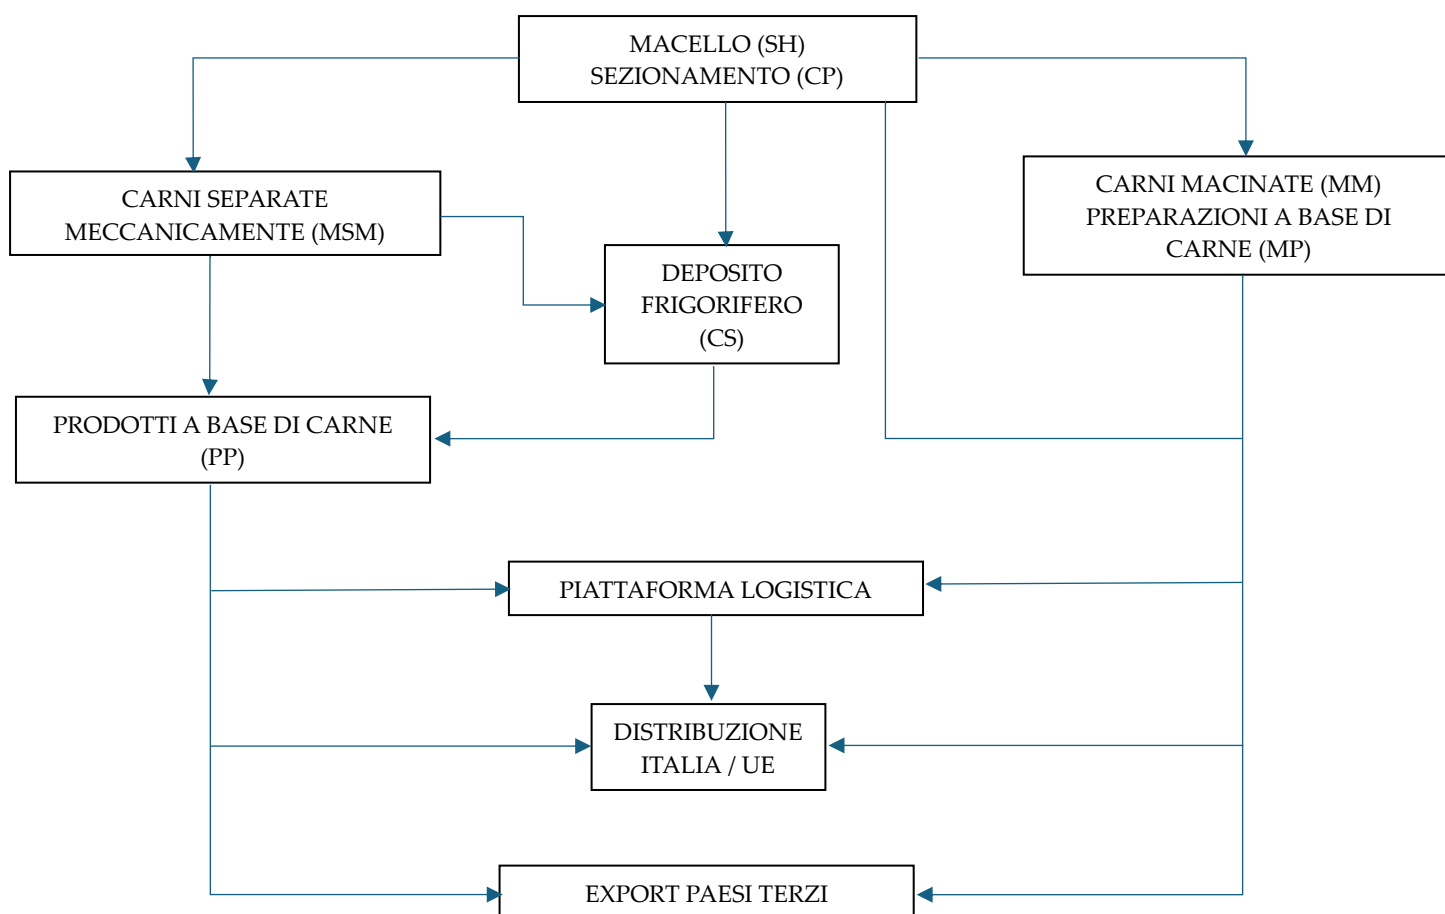 MACELLO (SH)
SEZIONAMENTO (CP)
CARNI SEPARATE
MECCANICAMENTE (MSM)
CARNI MACINATE (MM)
PREPARAZIONI A BASE DI
CARNE (MP)
DEPOSITO
FRIGORIFERO
(CS)
PRODOTTI A BASE DI CARNE
(PP)
PIATTAFORMA LOGISTICA
DISTRIBUZIONE
ITALIA / UE
EXPORT PAESI TERZI